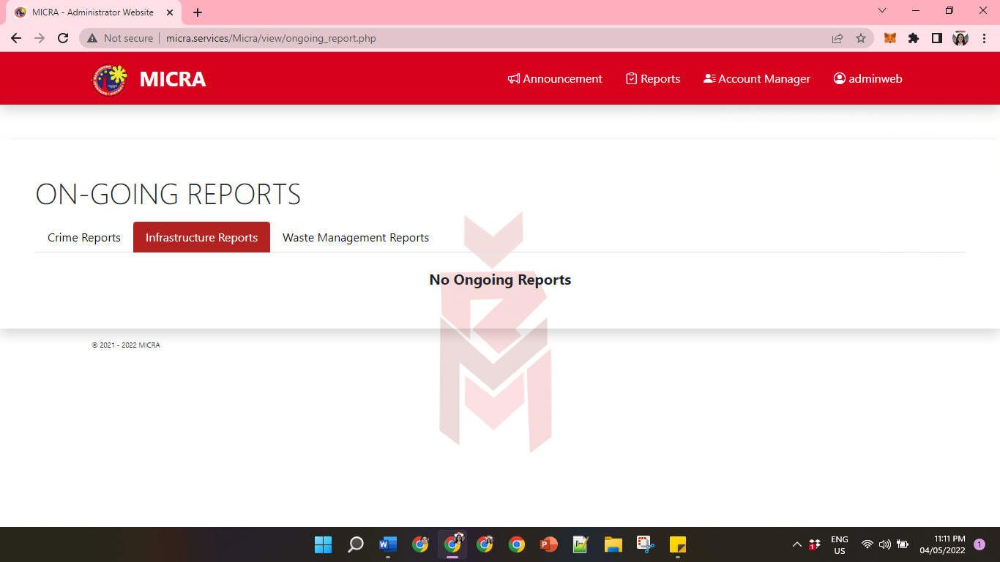 MICRA - Administrator Website
Not secure
micra.services/Micra/view/ongoing_report.php
MICRA
Announcement
Reports
Account Manager
adminweb
ON-GOING REPORTS
Crime Reports
Infrastructure Reports
Waste Management Reports
No Ongoing Reports
© 2021 - 2022 MICRA
1
ENG
US
11:11 PM
04/05/2022
1